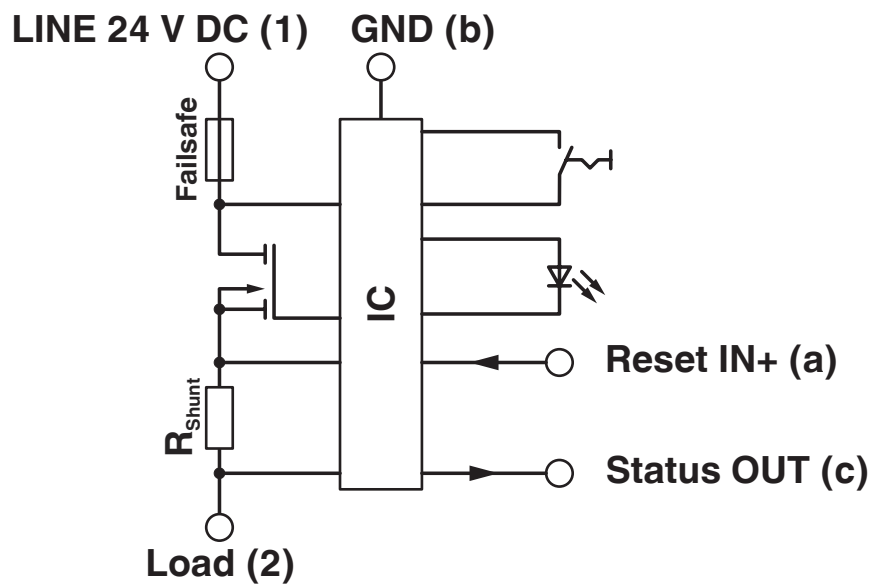 LINE 24 V DC (1)
GND (b)
Failsafe
IC
Reset IN+ (a)
RShunt
Status OUT (c)
Load (2)